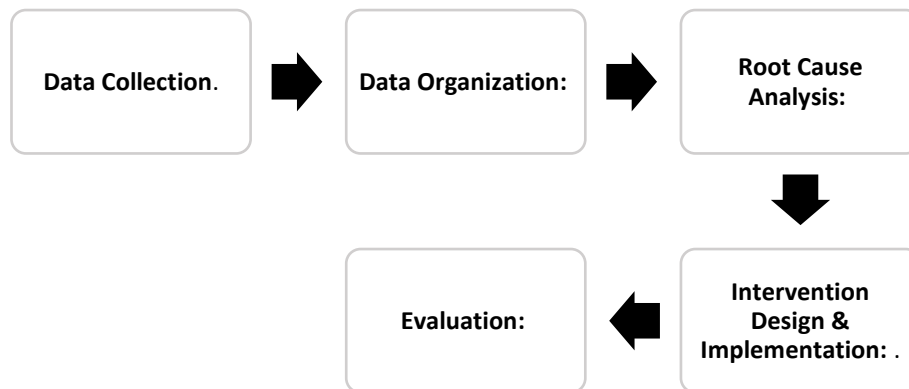 Data Collection.
Data Organization:
Root Cause
Analysis:
Intervention
Design &
Implementation: .
Evaluation: